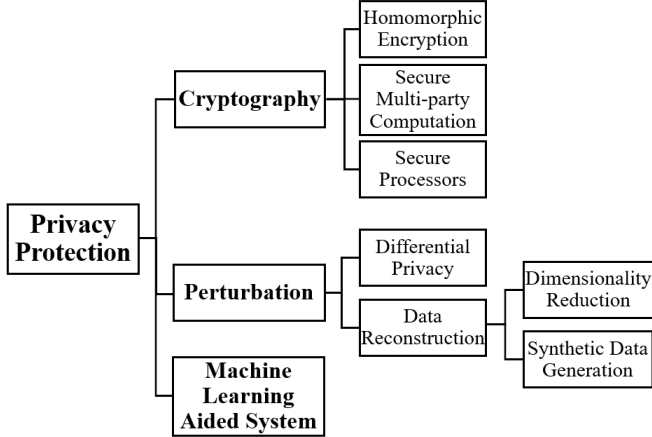 Privacy
Protection
Cryptography
Homomorphic
Encryption
Secure
Multi-party
Computation
Secure
Processors
Perturbation
Differential
Privacy
Data
Reconstruction
Dimensionality
Reduction
Synthetic Data
Generation
Machine
Learning
Aided System